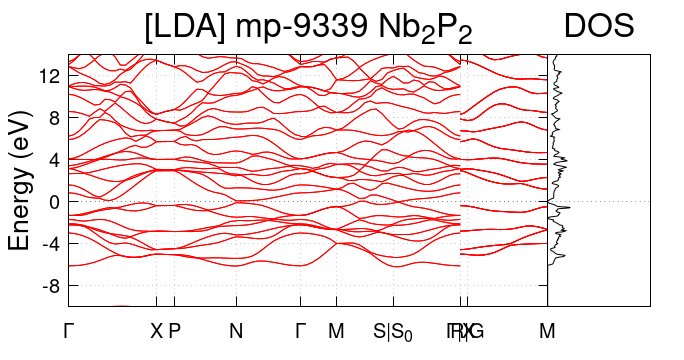 [LDA] mp-9339 Nb₂P₂ DOS
Energy (eV)
12
8
4
0
-4
-8
Γ X P N Γ M S|S₀ Γ X M